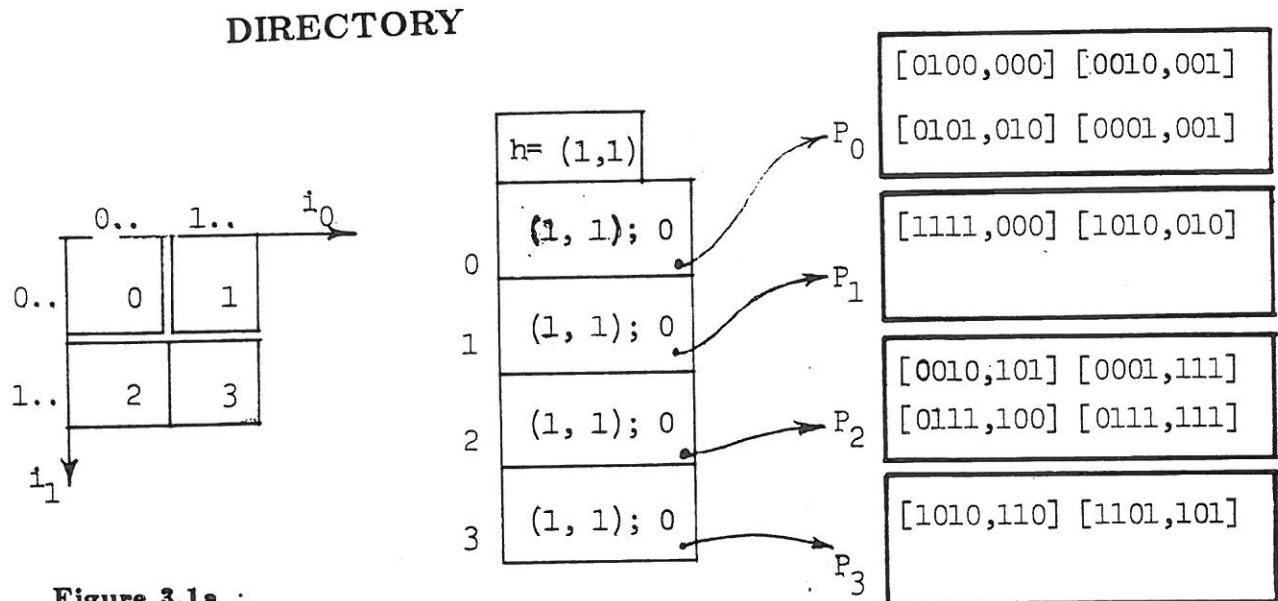 DIRECTORY
0.. 1.. i0
0.. 0 1
1.. 2 3
i1
h= (1,1)
0 (1, 1); 0
1 (1, 1); 0
2 (1, 1); 0
3 (1, 1); 0
P0
[0100,000] [0010,001]
[0101,010] [0001,001]
P1
[1111,000] [1010,010]
P2
[0010,101] [0001,111]
[0111,100] [0111,111]
P3
[1010,110] [1101,101]
Figure 3.1a